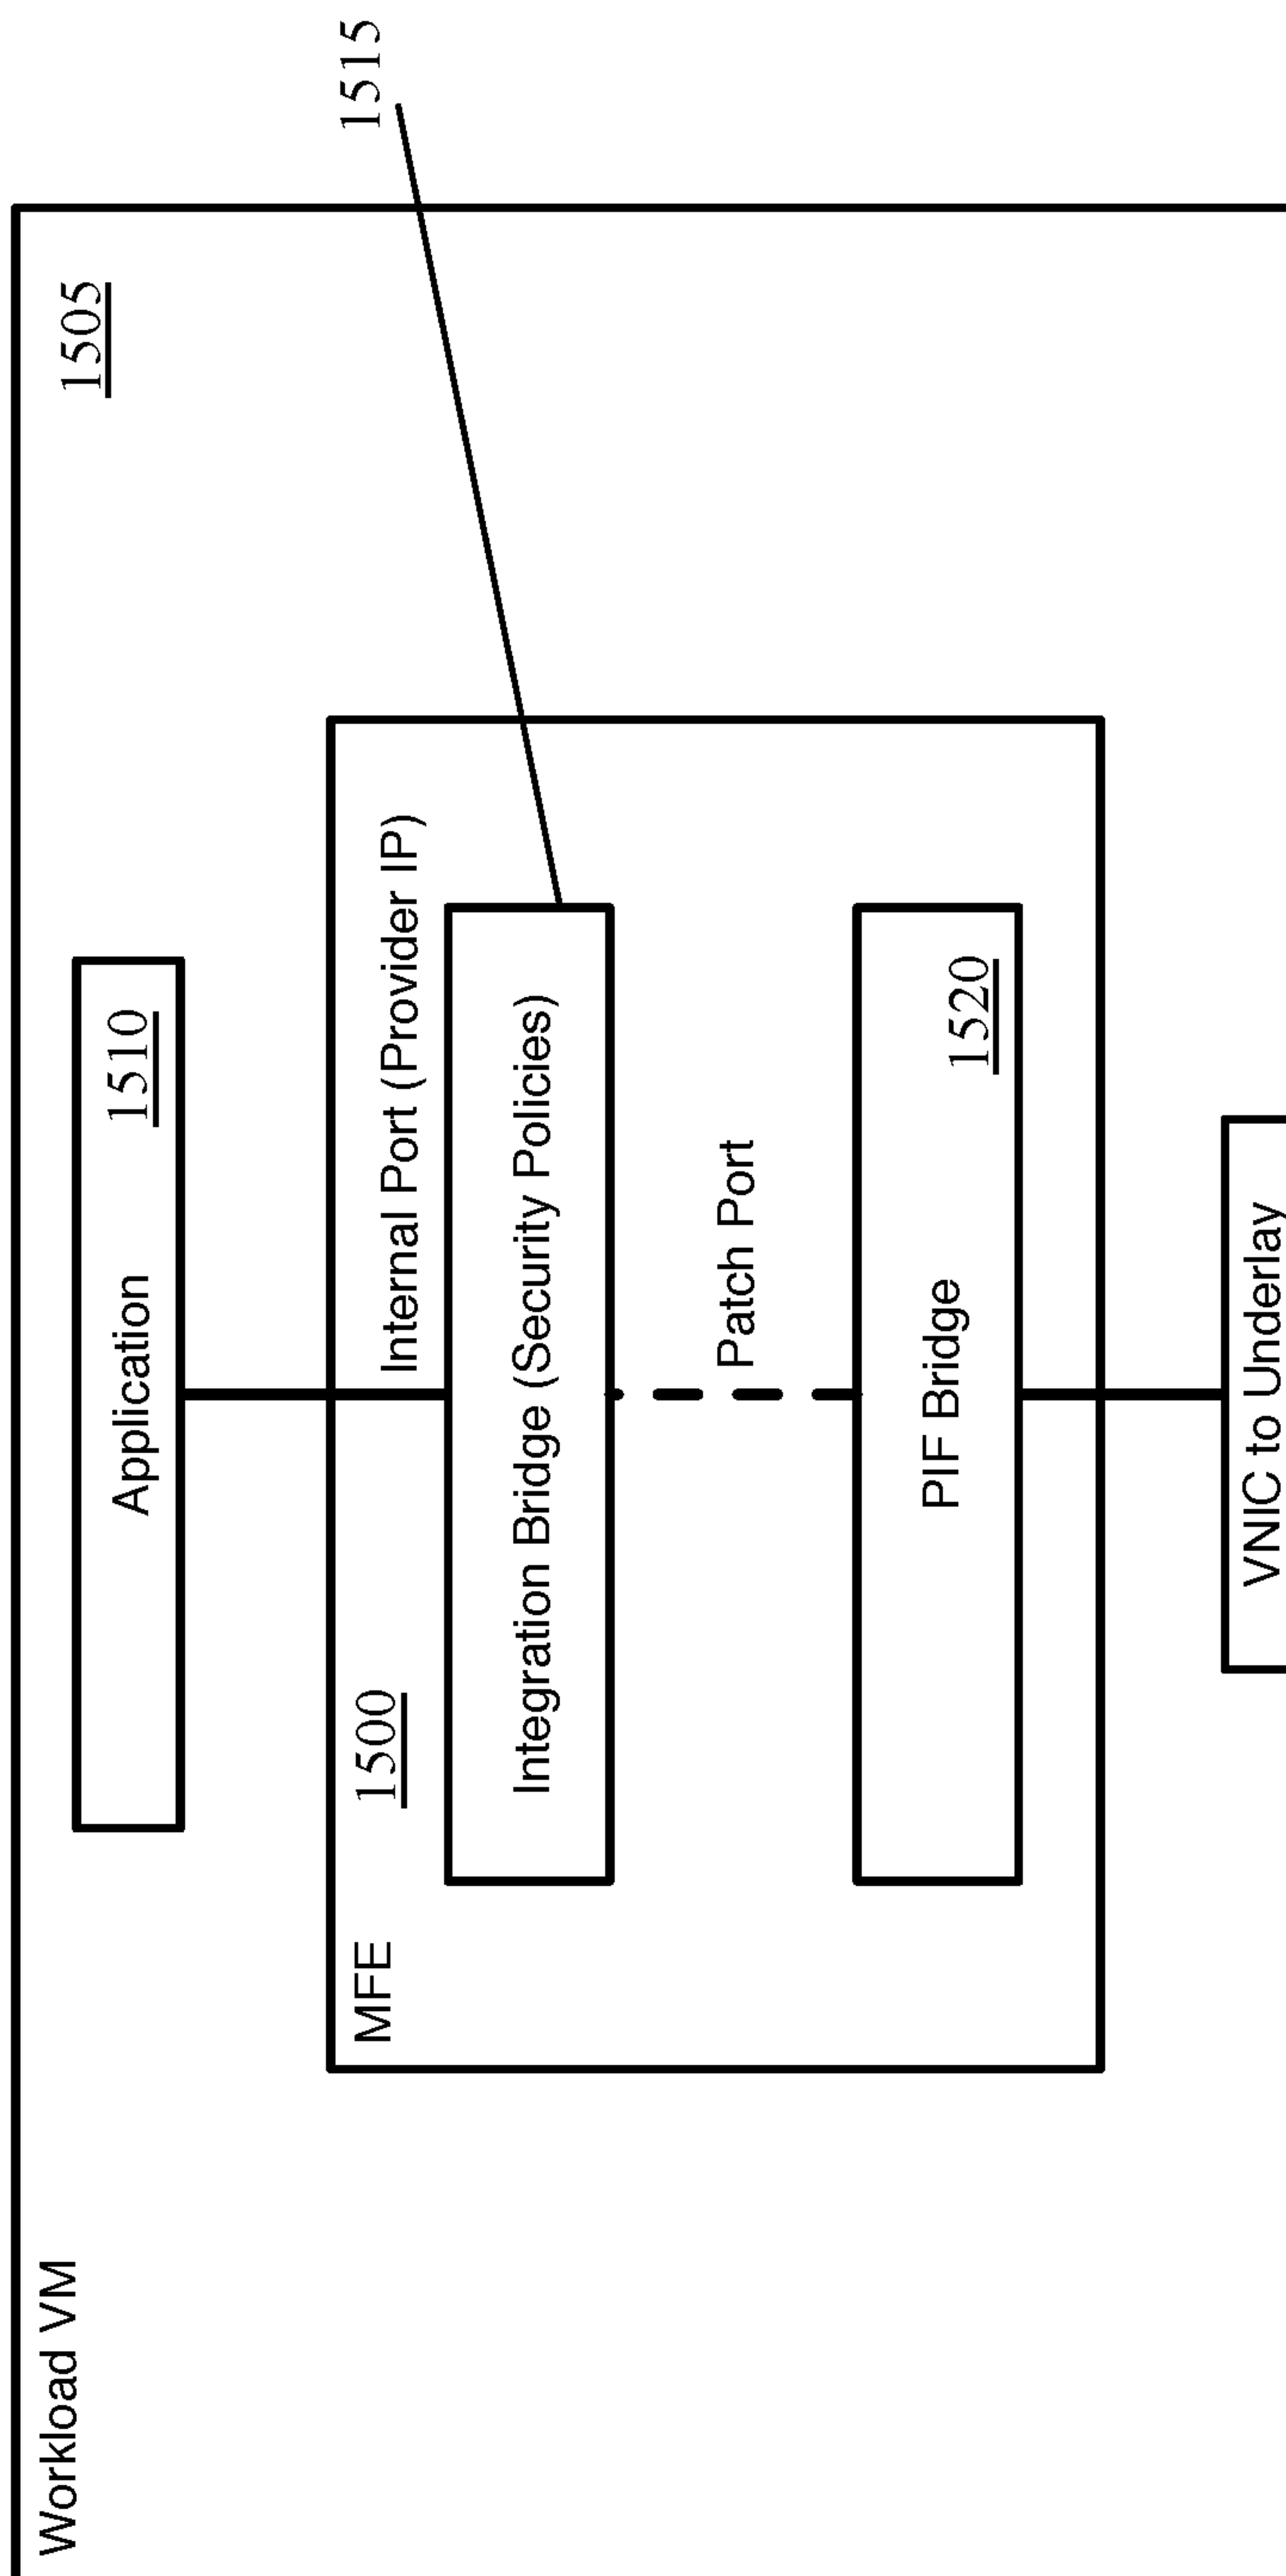 Workload VM
1505
Application
1510
MFE
1500
Internal Port (Provider IP)
Integration Bridge (Security Policies)
1515
Patch Port
PIF Bridge
1520
VNIC to Underlay